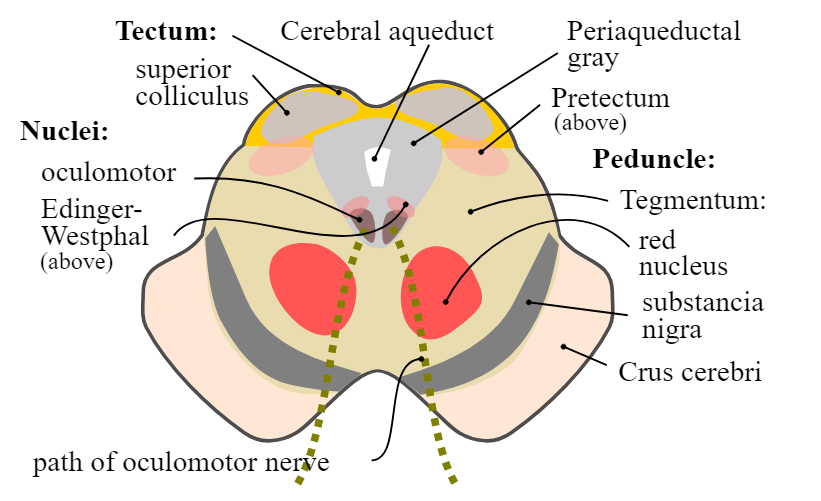 Tectum:
Cerebral aqueduct
Periaqueductal
gray
superior
colliculus
Pretectum
(above)
Nuclei:
oculomotor
Edinger-
Westphal
(above)
Peduncle:
Tegmentum:
red
nucleus
substancia
nigra
Crus cerebri
path of oculomotor nerve